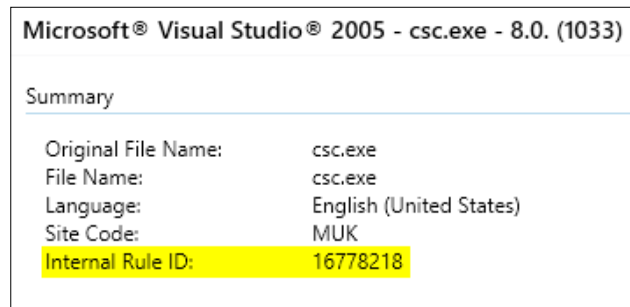 Microsoft® Visual Studio® 2005 - csc.exe - 8.0. (1033)
Summary
Original File Name: csc.exe
File Name: csc.exe
Language: English (United States)
Site Code: MUK
Internal Rule ID: 16778218